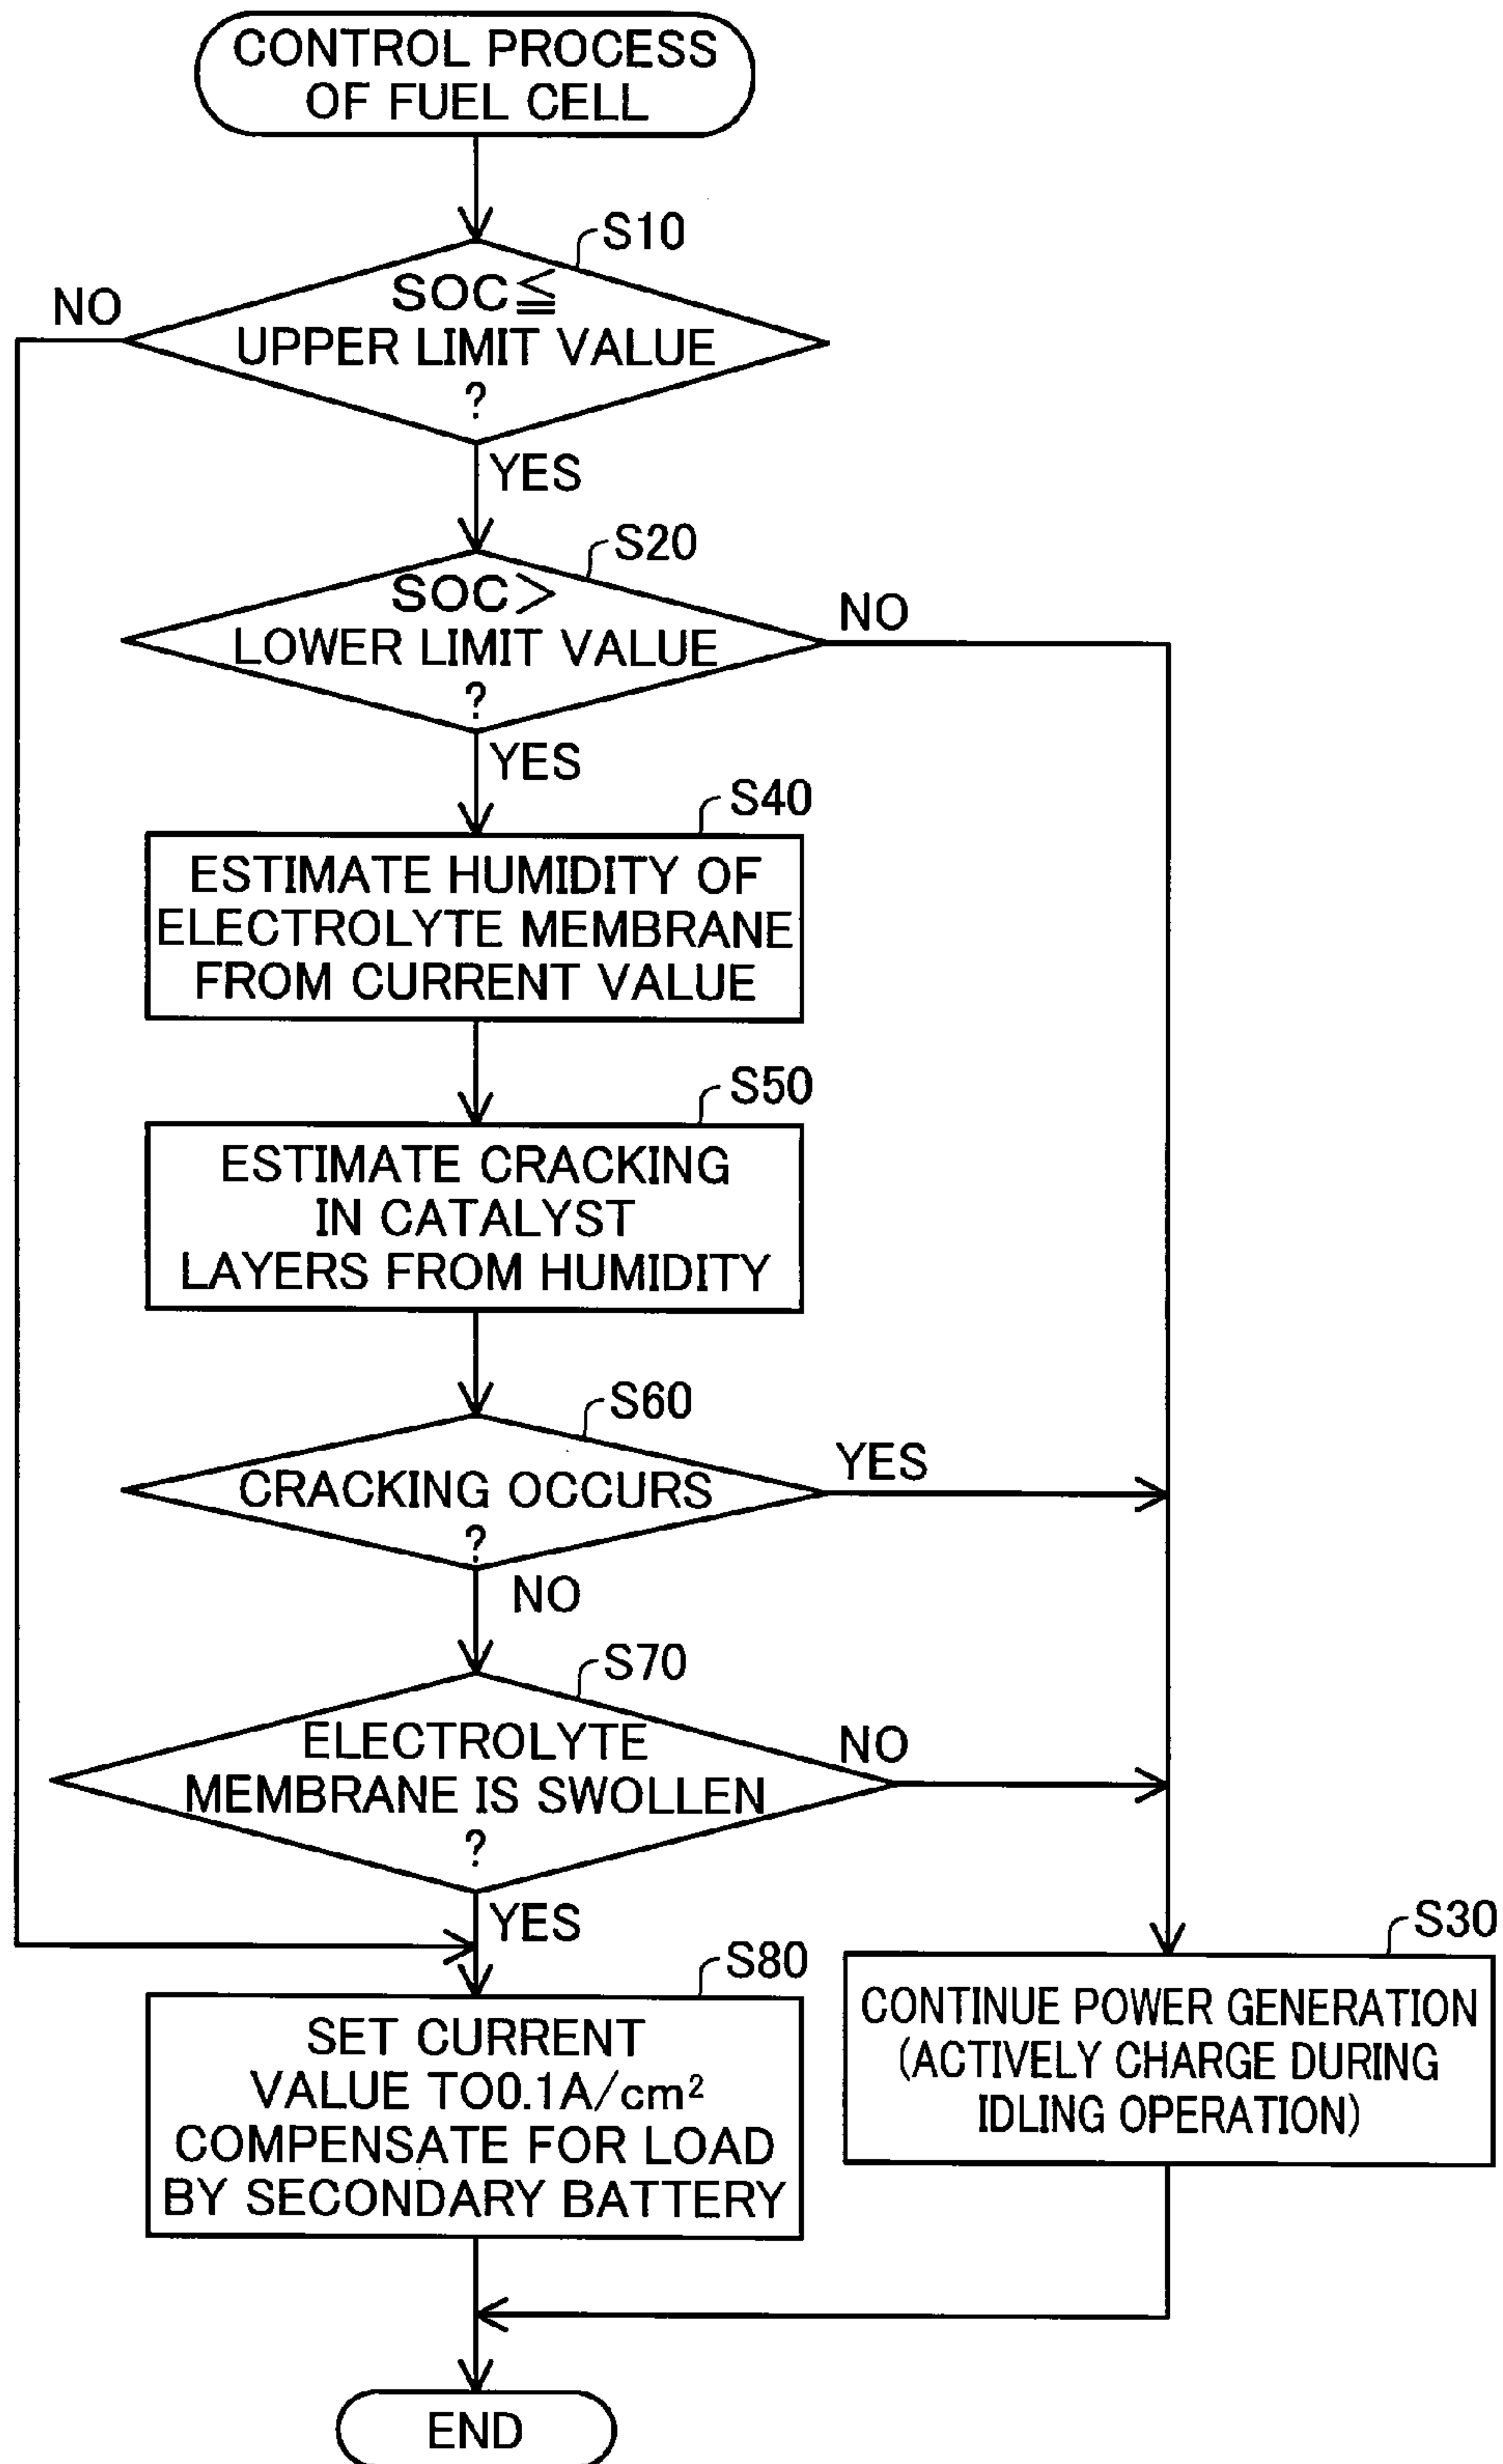 CONTROL PROCESS
OF FUEL CELL
S10
SOC≦
UPPER LIMIT VALUE
?
NO
YES
S20
SOC>
LOWER LIMIT VALUE
?
NO
YES
S40
ESTIMATE HUMIDITY OF
ELECTROLYTE MEMBRANE
FROM CURRENT VALUE
S50
ESTIMATE CRACKING
IN CATALYST
LAYERS FROM HUMIDITY
S60
CRACKING OCCURS
?
YES
NO
S70
ELECTROLYTE
MEMBRANE IS SWOLLEN
?
NO
YES
S80
SET CURRENT
VALUE TO0.1A/cm²
COMPENSATE FOR LOAD
BY SECONDARY BATTERY
S30
CONTINUE POWER GENERATION
(ACTIVELY CHARGE DURING
IDLING OPERATION)
END